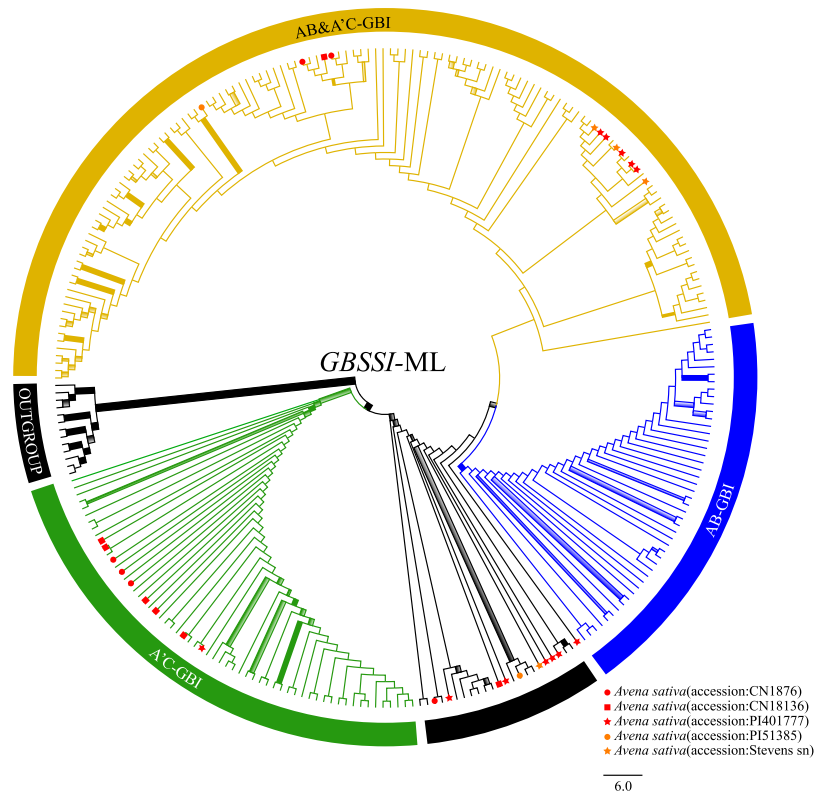 AB&A'C-GBI
GBSSI-ML
OUTGROUP
AB-GBI
A'C-GBI
Avena sativa(accession:CN1876)
Avena sativa(accession:CN18136)
Avena sativa(accession:PI401777)
Avena sativa(accession:PI51385)
Avena sativa(accession:Stevens sn)
6.0